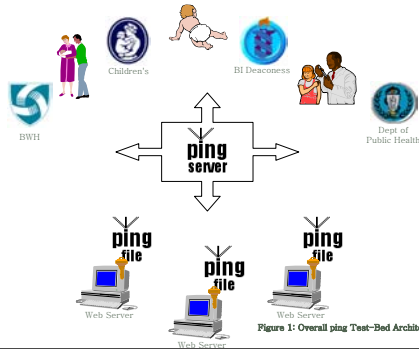 Children's
BI Deaconess
BWH
Dept of
Public Health
ping
server
ping
file
ping
file
ping
file
Web Server
Web Server
Web Server
Figure 1: Overall ping Test-Bed Archite